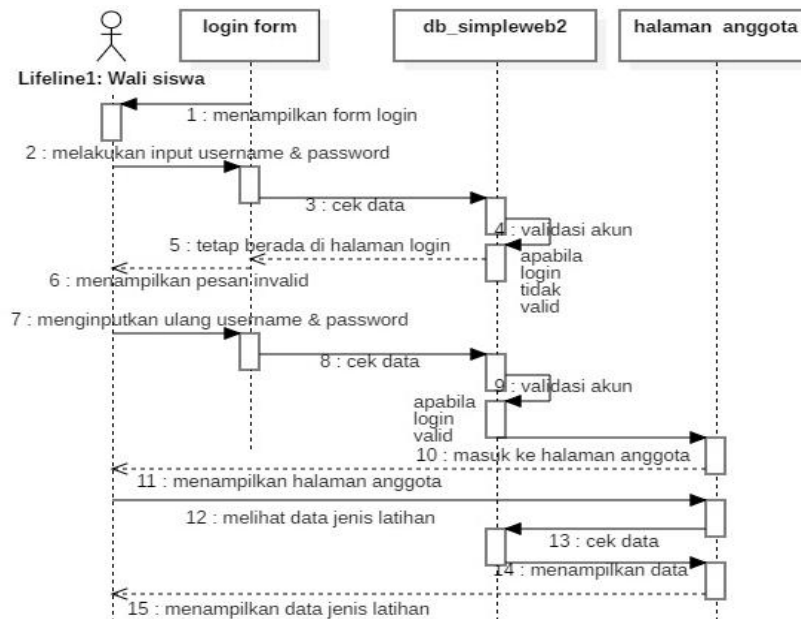 login form
db_simpleweb2
halaman anggota
Lifeline1: Wali siswa
1 : menampilkan form login
2 : melakukan input username & password
3 : cek data
4 : validasi akun
5 : tetap berada di halaman login
apabila
login
tidak
valid
6 : menampilkan pesan invalid
7 : menginputkan ulang username & password
8 : cek data
9 : validasi akun
apabila
login
valid
10 : masuk ke halaman anggota
11 : menampilkan halaman anggota
12 : melihat data jenis latihan
13 : cek data
14 : menampilkan data
15 : menampilkan data jenis latihan